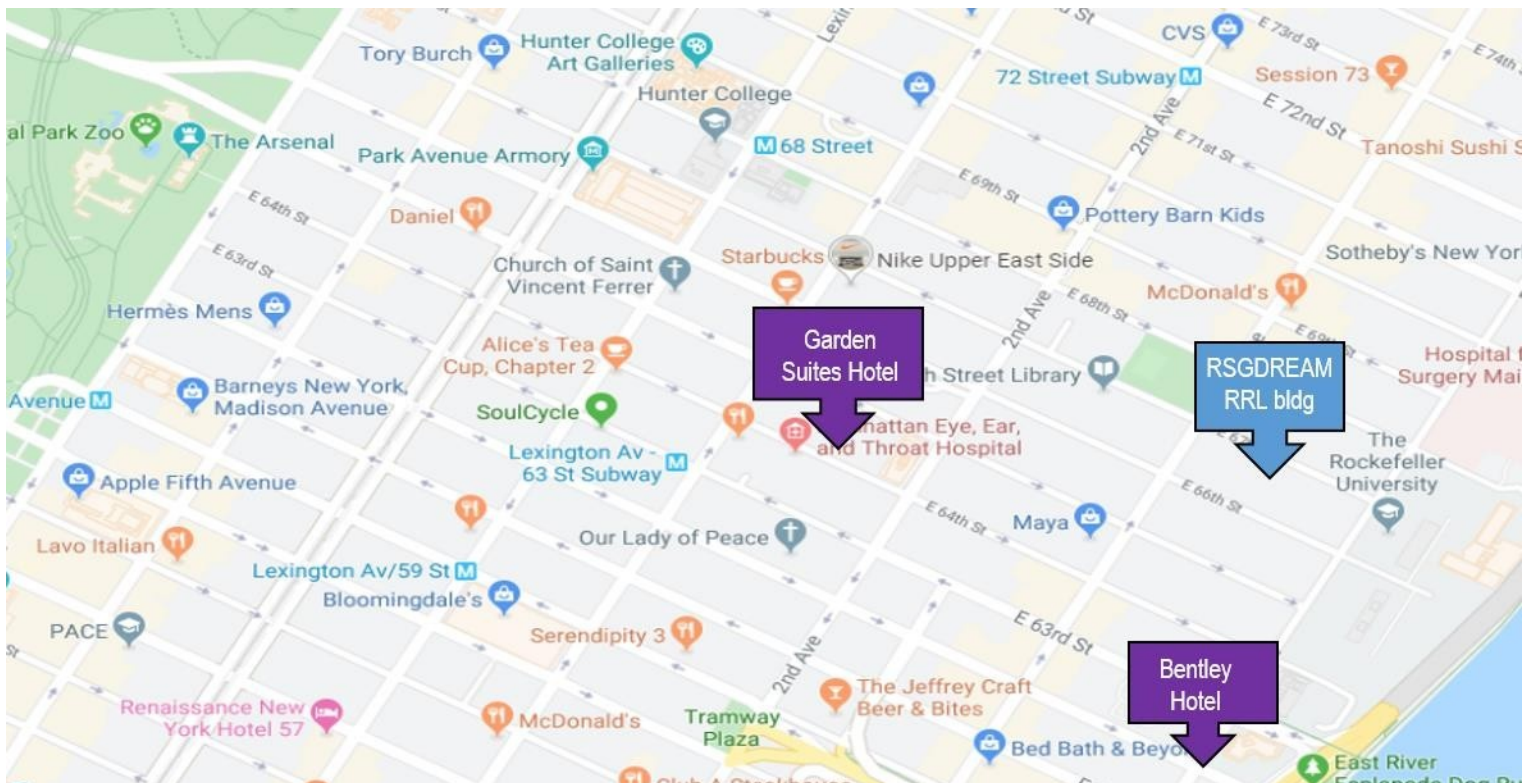 Tory Burch
Hunter College
Art Galleries
Lexin
CVS
E 73rd St
E 74th
72 Street Subway M
Session 73
Hunter College
E 72nd St
al Park Zoo
The Arsenal
Park Avenue Armory
M 68 Street
2nd Ave
E 71st St
Tanoshi Sushi S
E 64th St
Daniel
E 69th St
Pottery Barn Kids
E 63rd St
Church of Saint
Vincent Ferrer
Starbucks
Nike Upper East Side
Sotheby's New Yor
Hermès Mens
2nd Ave
E 68th St
McDonald's
E 69th
Alice's Tea
Cup, Chapter 2
Garden
Suites Hotel
h Street Library
RSGDREAM
RRL bldg
Hospital f
Surgery Mai
Avenue M
Barneys New York,
Madison Avenue
SoulCycle
hattan Eye, Ear,
and Throat Hospital
E 67
The
Rockefeller
University
Lexington Av -
63 St Subway M
Apple Fifth Avenue
E 66th St
E 64th St
Maya
Lavo Italian
Our Lady of Peace
Lexington Av/59 St M
Bloomingdale's
PACE
St
Serendipity 3
E 63rd St
2nd Ave
Bentley
Hotel
Renaissance New
York Hotel 57
McDonald's
Tramway
Plaza
The Jeffrey Craft
Beer & Bites
Bed Bath & Beyo
East River
Club A Steakhouse